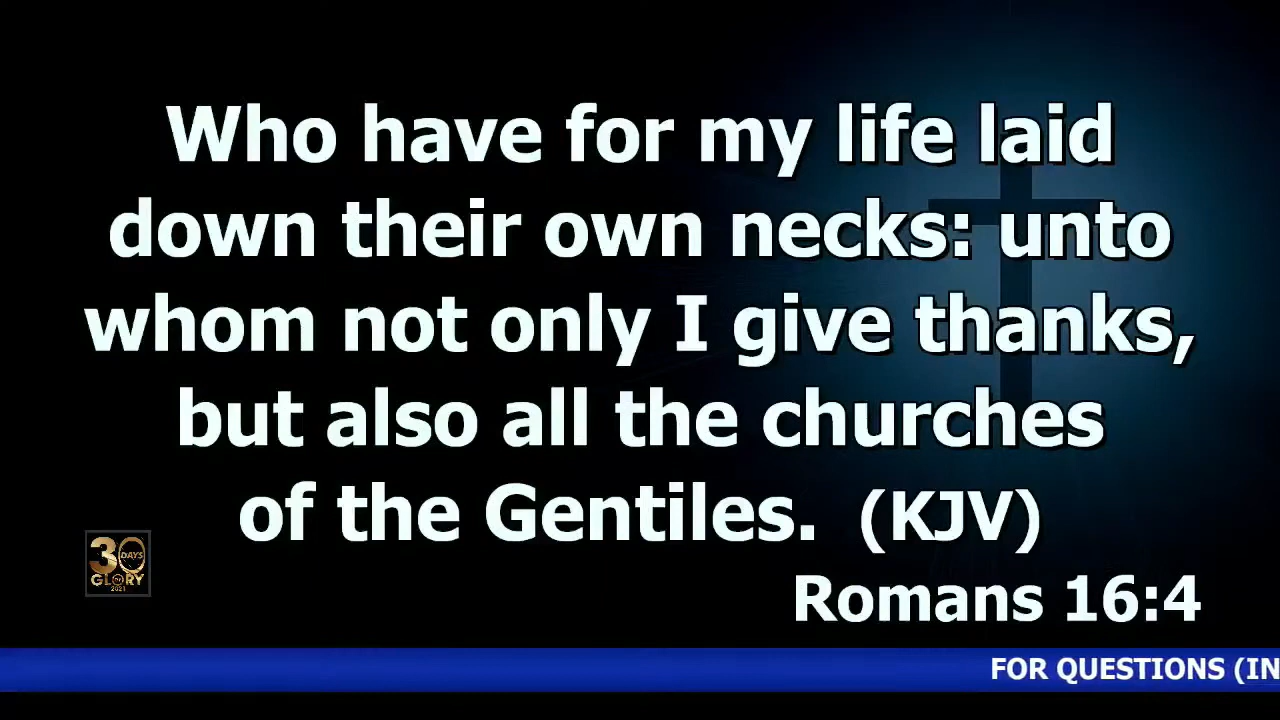 Who have for my life laid
down their own necks: unto
whom not only I give thanks,
but also all the churches
of the Gentiles.  (KJV)
30 DAYS
GLORY
2021
Romans 16:4
FOR QUESTIONS (IN